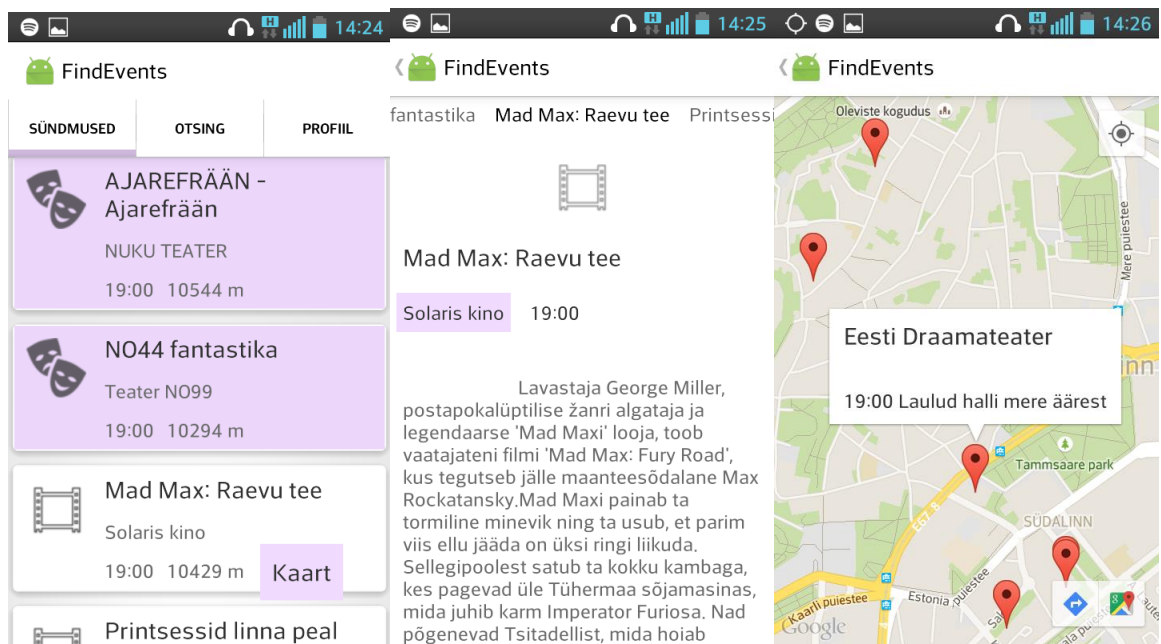 14:24
FindEvents
SÜNDMUSED OTSING PROFIIL
AJAREFRÄÄN -
Ajarefrään
NUKU TEATER
19:00 10544 m
NO44 fantastika
Teater NO99
19:00 10294 m
Mad Max: Raevu tee
Solaris kino
19:00 10429 m
Kaart
Printsessid linna peal
H
14:25
FindEvents
fantastika Mad Max: Raevu tee Printsessi
Mad Max: Raevu tee
Solaris kino 19:00
Lavastaja George Miller,
postapokalüptilise žanri algataja ja
legendaarse 'Mad Maxi' looja, toob
vaatajateni filmi 'Mad Max: Fury Road',
kus tegutseb jälle maanteesõdalane Max
Rockatansky.Mad Maxi painab ta
tormiline minevik ning ta usub, et parim
viis ellu jääda on üksi ringi liikuda.
Sellegipoolest satub ta kokku kambaga,
kes pagevad üle Tühermaa sõjamasinas,
mida juhib karm Imperator Furiosa. Nad
põgenevad Tsitadellist, mida hoiab
H
14:26
FindEvents
Oleviste kogudus
Mere puiestee
Eesti Draamateater
19:00 Laulud halli mere äärest
inn
Tammsaare park
E67, 8
SÜDALINN
Kaarli puiestee
Estonia puiestee
Google